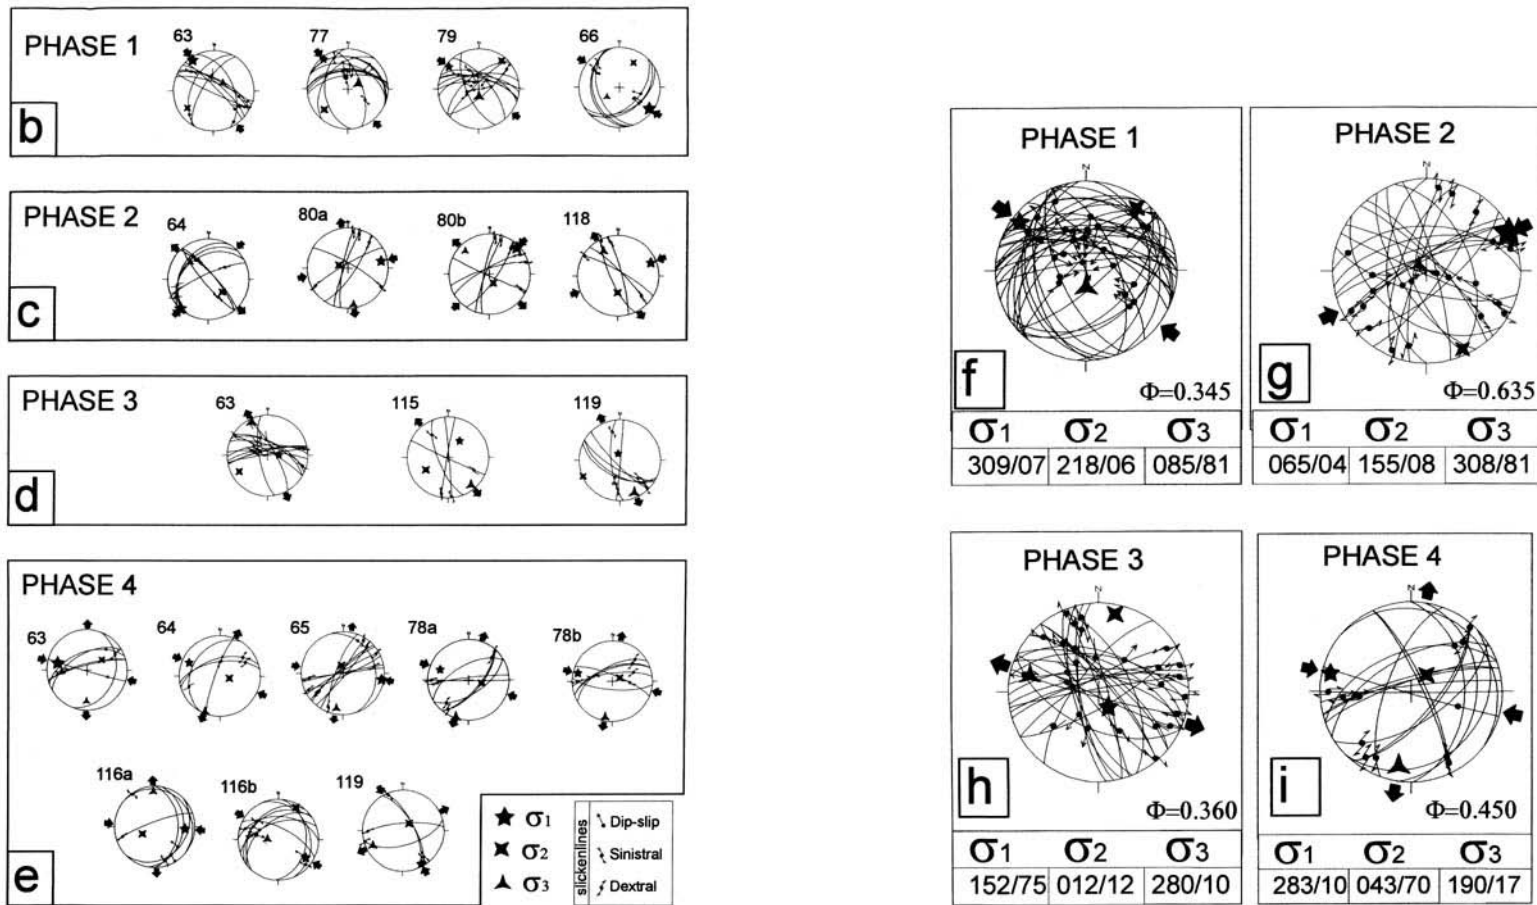 PHASE 1
63 77 79 66
b
PHASE 2
64 80a 80b 118
c
PHASE 3
63 115 119
d
PHASE 4
63 64 65 78a 78b
116a 116b 119
e
σ1
σ2
σ3
slickenlines
Dip-slip
Sinistral
Dextral
PHASE 1
N
f
Φ=0.345
σ1 σ2 σ3
309/07 218/06 085/81
PHASE 2
N
g
Φ=0.635
σ1 σ2 σ3
065/04 155/08 308/81
PHASE 3
N
h
Φ=0.360
σ1 σ2 σ3
152/75 012/12 280/10
PHASE 4
N
i
Φ=0.450
σ1 σ2 σ3
283/10 043/70 190/17